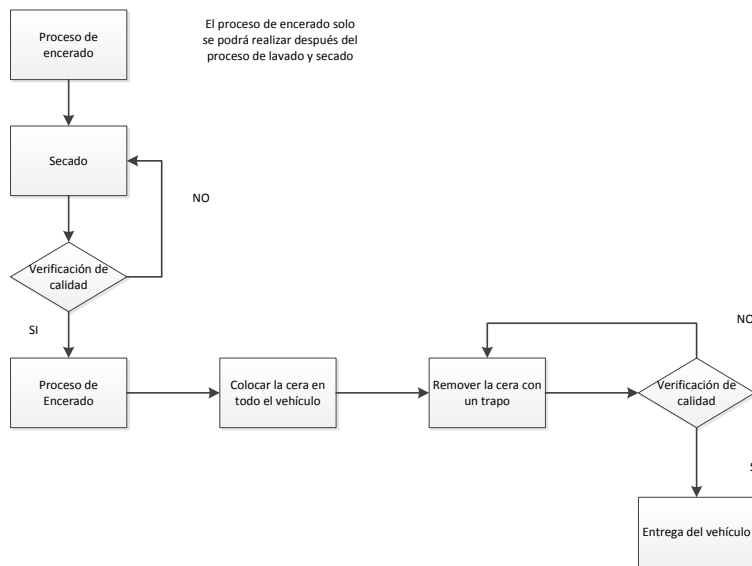 Proceso de
encerado
El proceso de encerado solo
se podrá realizar después del
proceso de lavado y secado
Secado
NO
Verificación de
calidad
SI
NO
Proceso de
Encerado
Colocar la cera en
todo el vehículo
Remover la cera con
un trapo
Verificación de
calidad
Entrega del vehículo